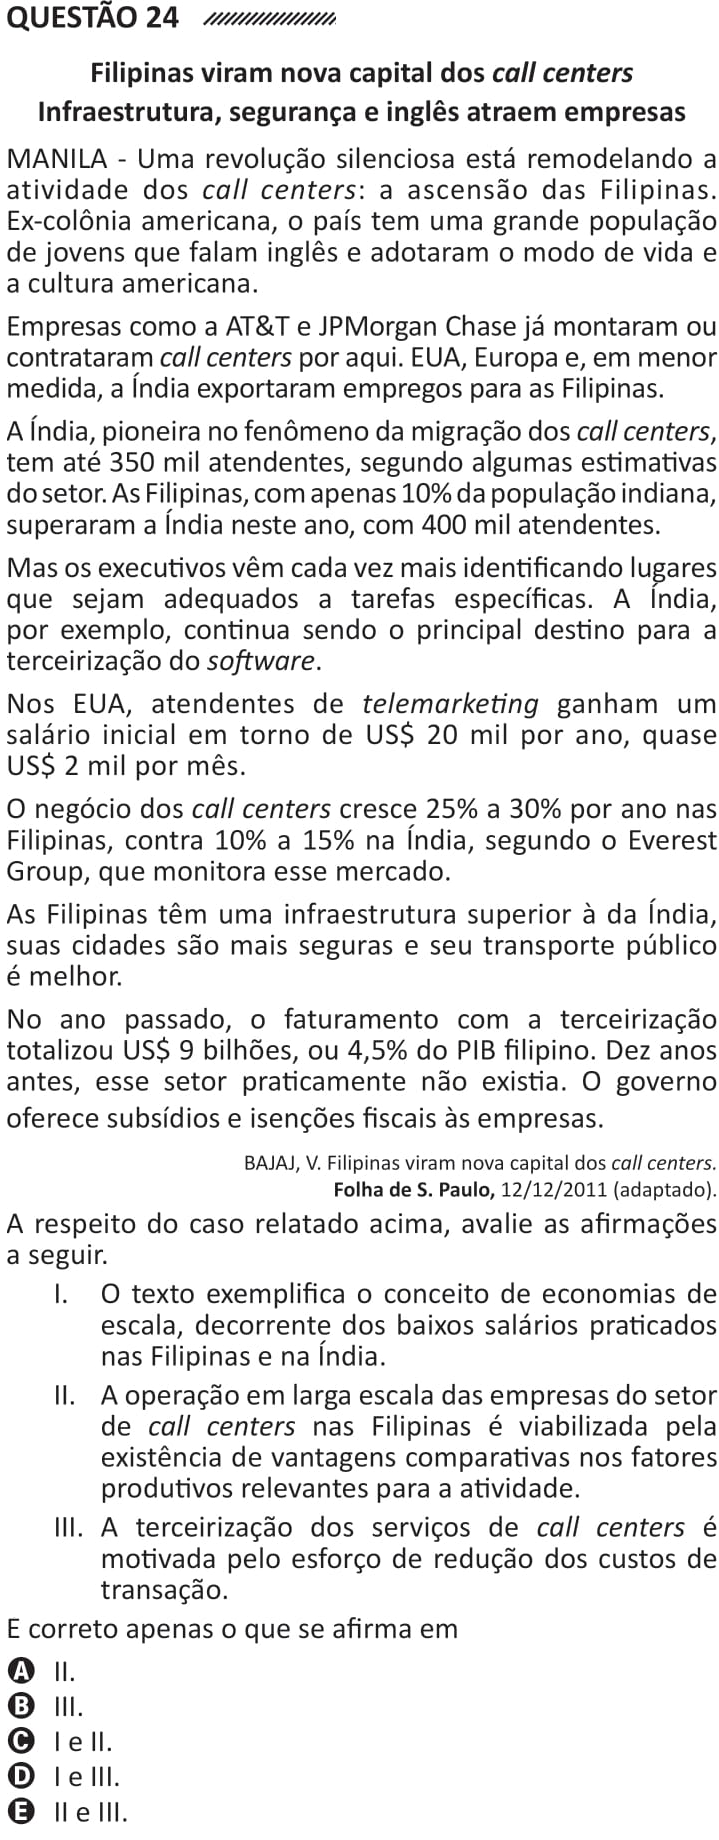 QUESTÃO 24
Filipinas viram nova capital dos call centers
Infraestrutura, segurança e inglês atraem empresas
MANILA - Uma revolução silenciosa está remodelando a
atividade dos call centers: a ascensão das Filipinas.
Ex-colônia americana, o país tem uma grande população
de jovens que falam inglês e adotaram o modo de vida e
a cultura americana.
Empresas como a AT&T e JPMorgan Chase já montaram ou
contrataram call centers por aqui. EUA, Europa e, em menor
medida, a Índia exportaram empregos para as Filipinas.
A Índia, pioneira no fenômeno da migração dos call centers,
tem até 350 mil atendentes, segundo algumas estimativas
do setor. As Filipinas, com apenas 10% da população indiana,
superaram a Índia neste ano, com 400 mil atendentes.
Mas os executivos vêm cada vez mais identificando lugares
que sejam adequados a tarefas específicas. A Índia,
por exemplo, continua sendo o principal destino para a
terceirização do software.
Nos EUA, atendentes de telemarketing ganham um
salário inicial em torno de US$ 20 mil por ano, quase
US$ 2 mil por mês.
O negócio dos call centers cresce 25% a 30% por ano nas
Filipinas, contra 10% a 15% na Índia, segundo o Everest
Group, que monitora esse mercado.
As Filipinas têm uma infraestrutura superior à da Índia,
suas cidades são mais seguras e seu transporte público
é melhor.
No ano passado, o faturamento com a terceirização
totalizou US$ 9 bilhões, ou 4,5% do PIB filipino. Dez anos
antes, esse setor praticamente não existia. O governo
oferece subsídios e isenções fiscais às empresas.
BAJAJ, V. Filipinas viram nova capital dos call centers.
Folha de S. Paulo, 12/12/2011 (adaptado).
A respeito do caso relatado acima, avalie as afirmações
a seguir.
I. O texto exemplifica o conceito de economias de
escala, decorrente dos baixos salários praticados
nas Filipinas e na Índia.
II. A operação em larga escala das empresas do setor
de call centers nas Filipinas é viabilizada pela
existência de vantagens comparativas nos fatores
produtivos relevantes para a atividade.
III. A terceirização dos serviços de call centers é
motivada pelo esforço de redução dos custos de
transação.
E correto apenas o que se afirma em
A II.
B III.
C I e II.
D I e III.
E II e III.